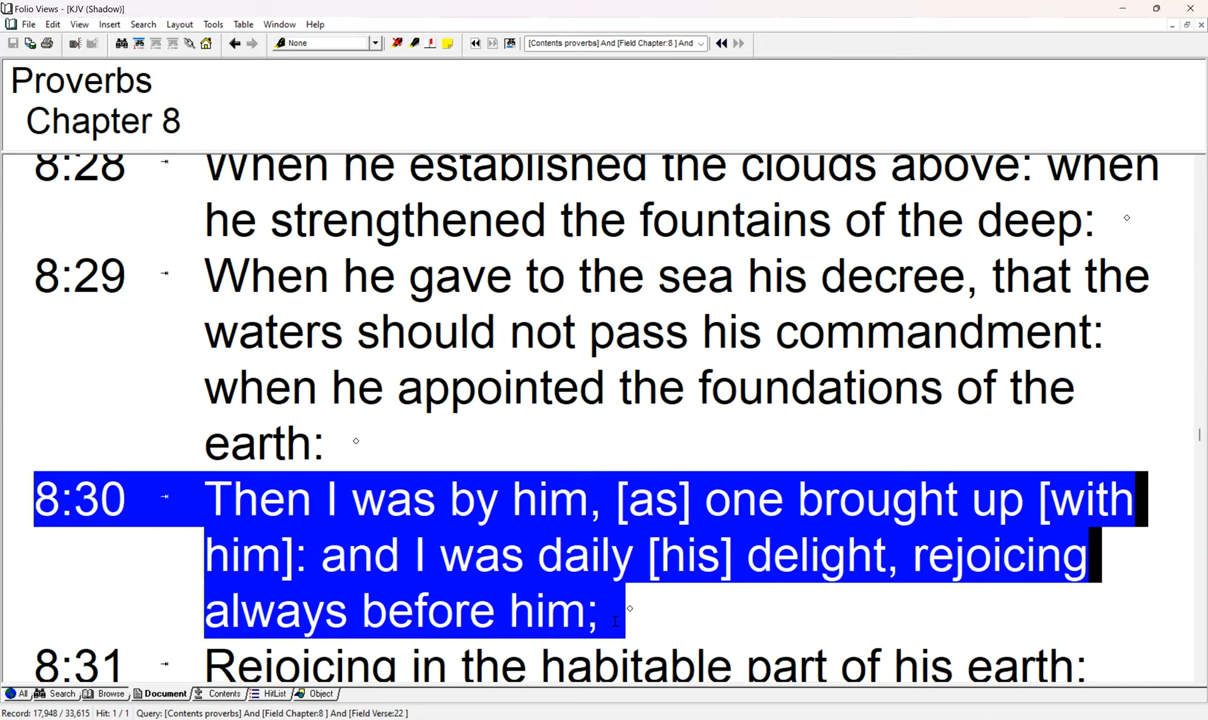 Folio Views - [KJV (Shadow)]
File Edit View Insert Search Layout Tools Table Window Help
None [Contents proverbs] And [Field Chapter:8 ] And
Proverbs
Chapter 8
8:28 When he established the clouds above: when
he strengthened the fountains of the deep:
8:29 When he gave to the sea his decree, that the
waters should not pass his commandment:
when he appointed the foundations of the
earth:
8:30 Then I was by him, [as] one brought up [with
him]: and I was daily [his] delight, rejoicing
always before him;
8:31 Rejoicing in the habitable part of his earth:
All Search Browse Document Contents HitList Object
Record: 17,948 / 33,615 Hit: 1 / 1 Query: [Contents proverbs] And [Field Chapter:8 ] And [Field Verse:22 ]